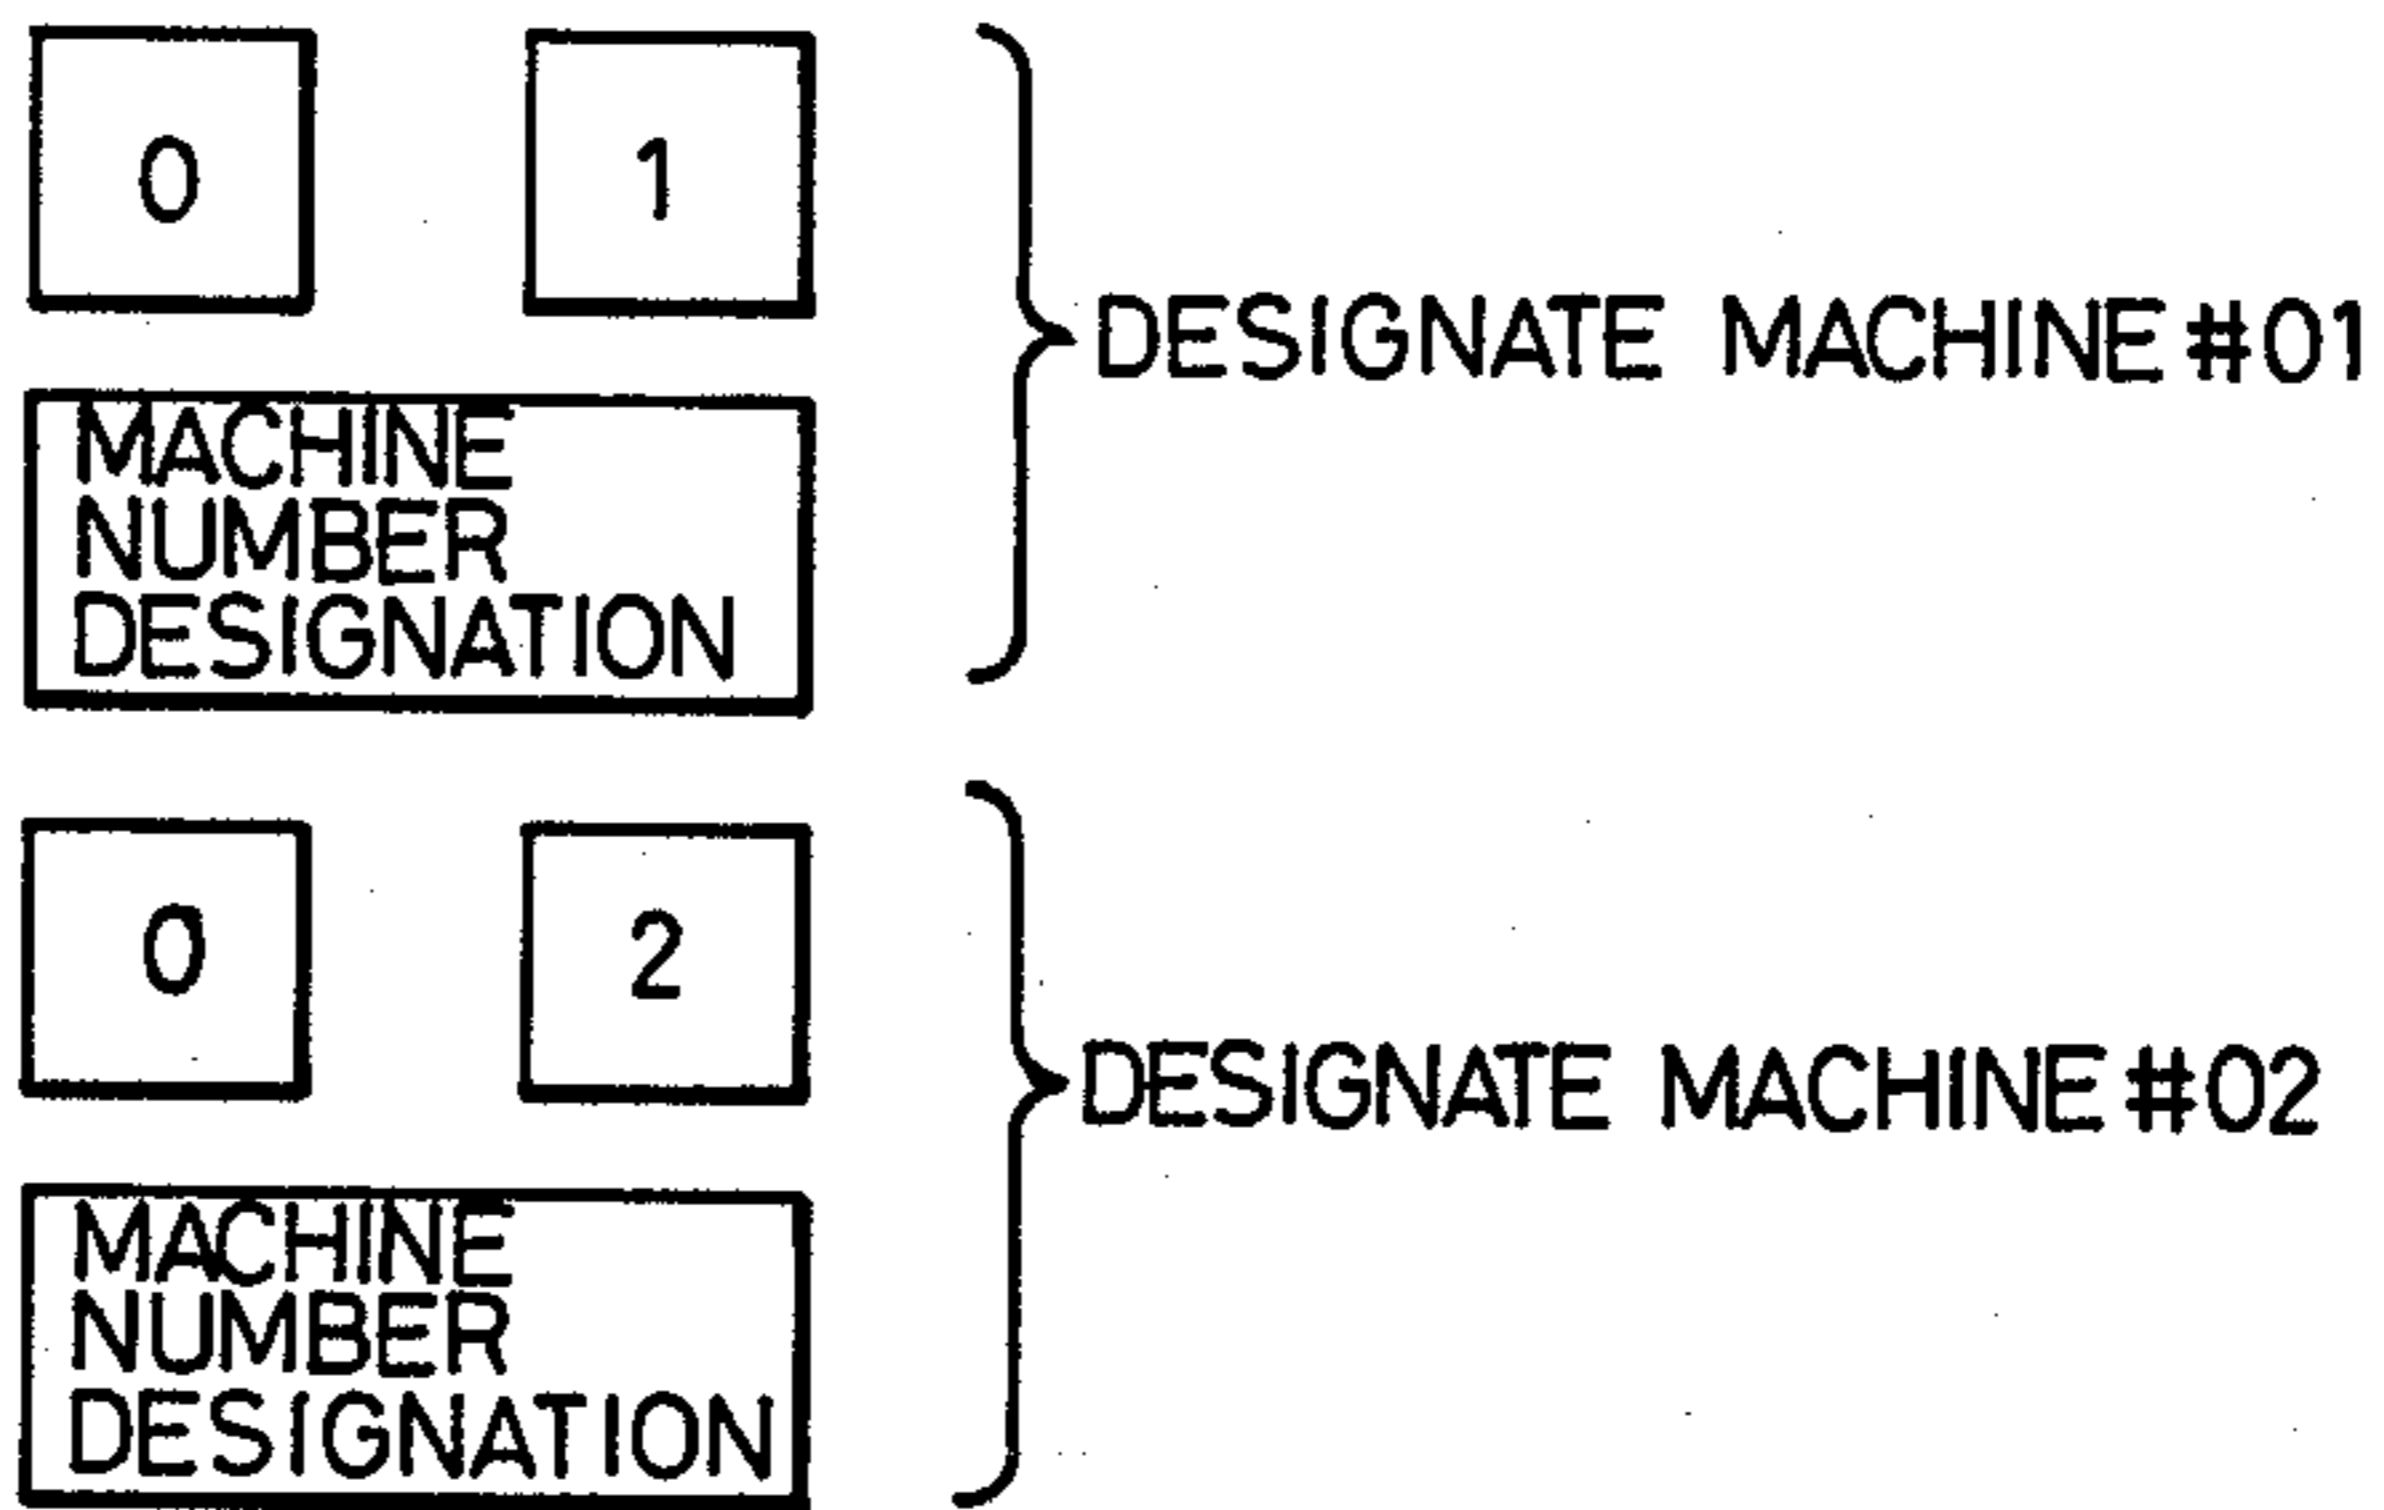 0 1
DESIGNATE MACHINE #01
MACHINE
NUMBER
DESIGNATION
0 2
DESIGNATE MACHINE #02
MACHINE
NUMBER
DESIGNATION